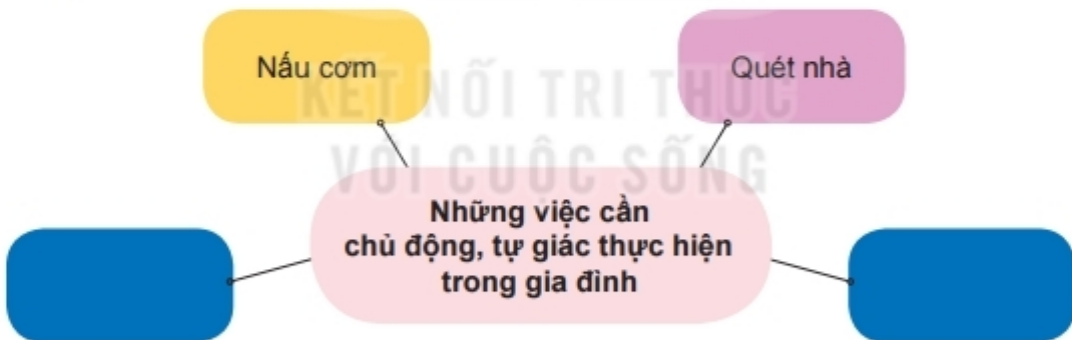 Nấu cơm
Quét nhà
KẾT NỐI TRI THỨC
VỚI CUỘC SỐNG
Những việc cần
chủ động, tự giác thực hiện
trong gia đình